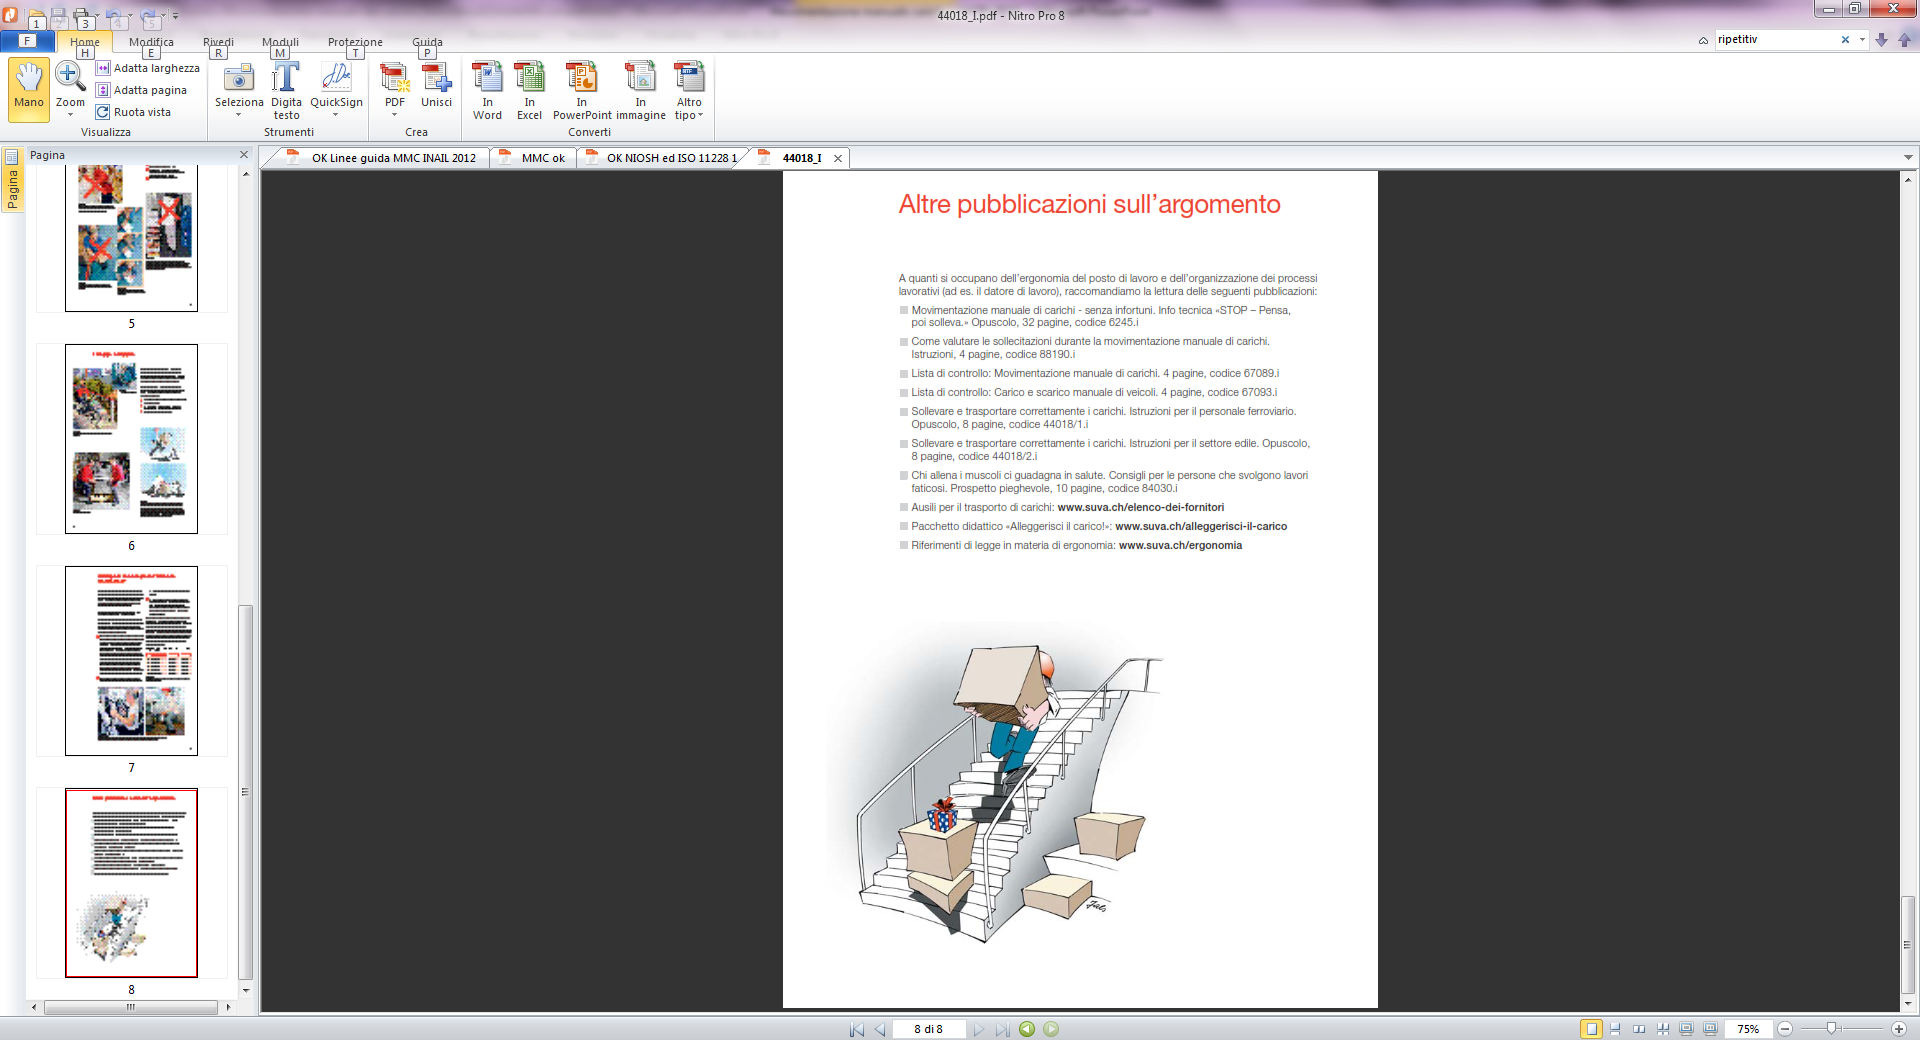 44018_I.pdf - Nitro Pro 8
1
2
3
4
5
F
Home
Modifica
Rivedi
Moduli
Protezione
Guida
H
E
R
M
T
P
ripetitiv
Mano
Zoom
Adatta larghezza
Adatta pagina
Ruota vista
Visualizza
Seleziona
Digita testo
QuickSign
Strumenti
PDF
Unisci
Crea
In Word
In Excel
In PowerPoint
In immagine
Altro tipo
Converti
Pagina
Pagina
OK Linee guida MMC INAIL 2012
MMC ok
OK NIOSH ed ISO 11228 1
44018_I
5
6
7
8
Altre pubblicazioni sull’argomento
A quanti si occupano dell’ergonomia del posto di lavoro e dell’organizzazione dei processi
lavorativi (ad es. il datore di lavoro), raccomandiamo la lettura delle seguenti pubblicazioni:
Movimentazione manuale di carichi - senza infortuni. Info tecnica «STOP – Pensa,
poi solleva.» Opuscolo, 32 pagine, codice 6245.i
Come valutare le sollecitazioni durante la movimentazione manuale di carichi.
Istruzioni, 4 pagine, codice 88190.i
Lista di controllo: Movimentazione manuale di carichi. 4 pagine, codice 67089.i
Lista di controllo: Carico e scarico manuale di veicoli. 4 pagine, codice 67093.i
Sollevare e trasportare correttamente i carichi. Istruzioni per il personale ferroviario.
Opuscolo, 8 pagine, codice 44018/1.i
Sollevare e trasportare correttamente i carichi. Istruzioni per il settore edile. Opuscolo,
8 pagine, codice 44018/2.i
Chi allena i muscoli ci guadagna in salute. Consigli per le persone che svolgono lavori
faticosi. Prospetto pieghevole, 10 pagine, codice 84030.i
Ausili per il trasporto di carichi: www.suva.ch/elenco-dei-fornitori
Pacchetto didattico «Alleggerisci il carico!»: www.suva.ch/alleggerisci-il-carico
Riferimenti di legge in materia di ergonomia: www.suva.ch/ergonomia
8 di 8
75%